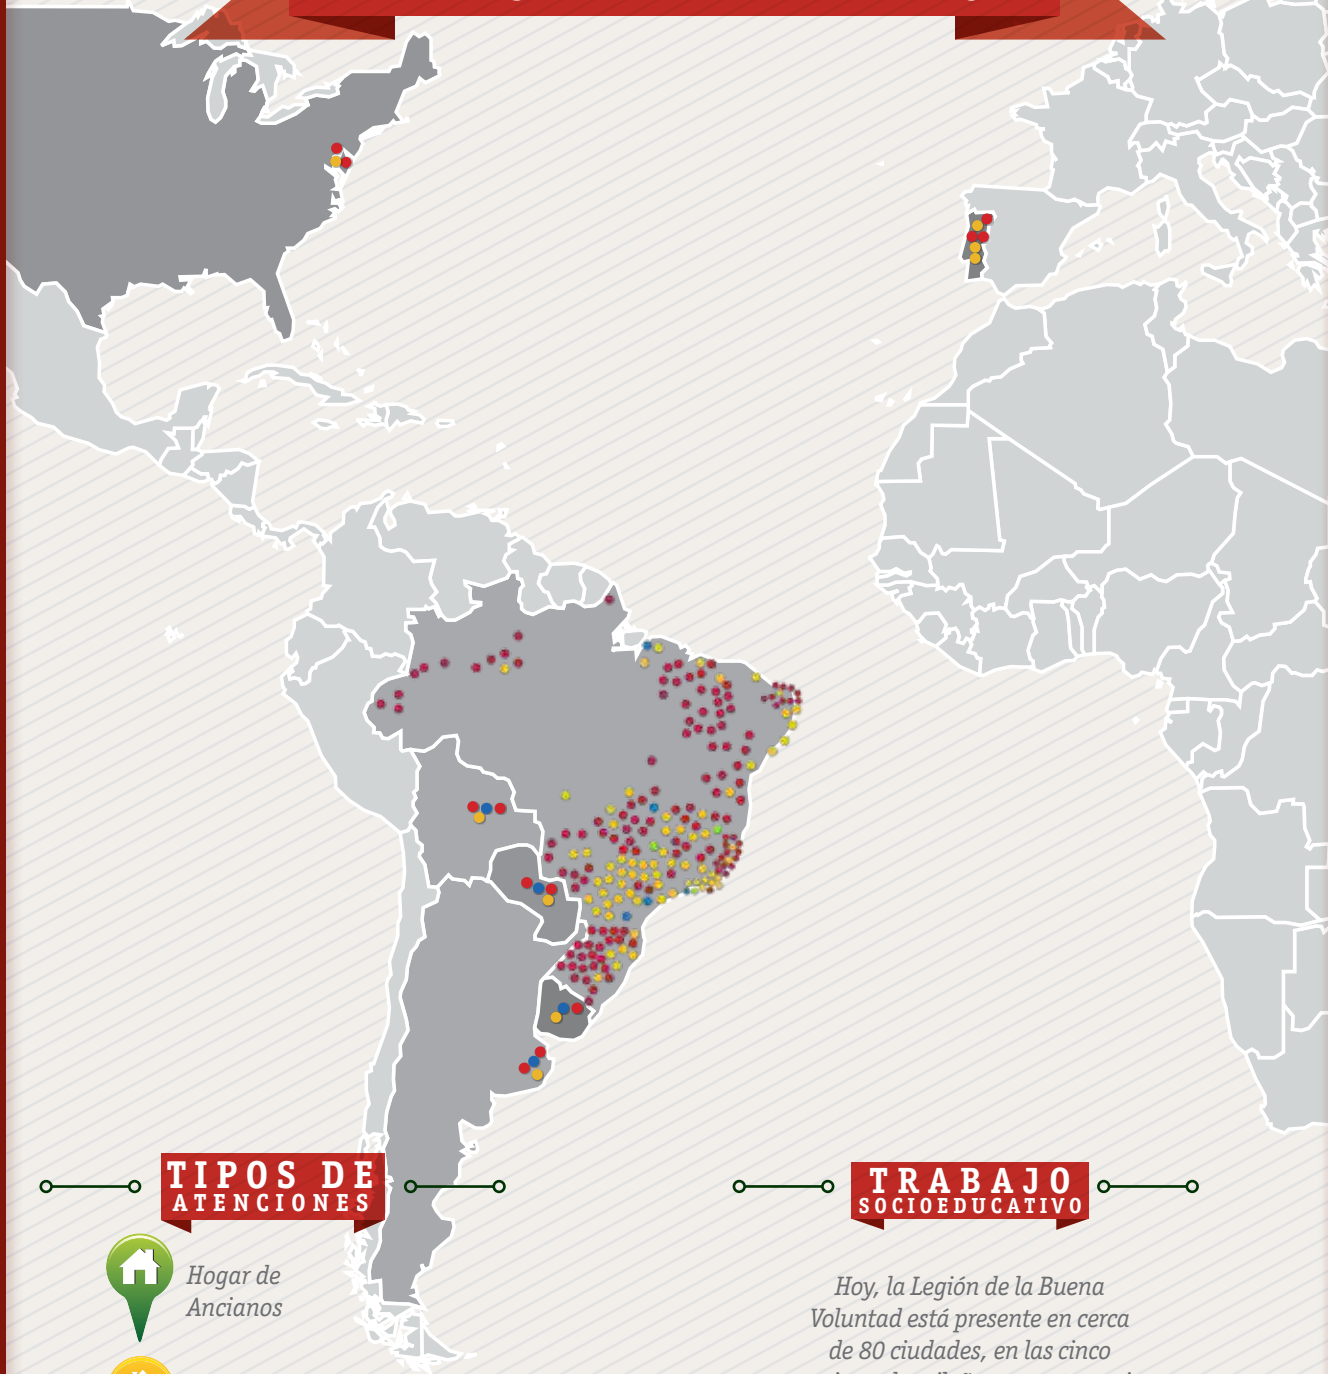 TIPOS DE
ATENCIONES
Hogar de
Ancianos
TRABAJO
SOCIOEDUCATIVO
Hoy, la Legión de la Buena
Voluntad está presente en cerca
de 80 ciudades, en las cinco